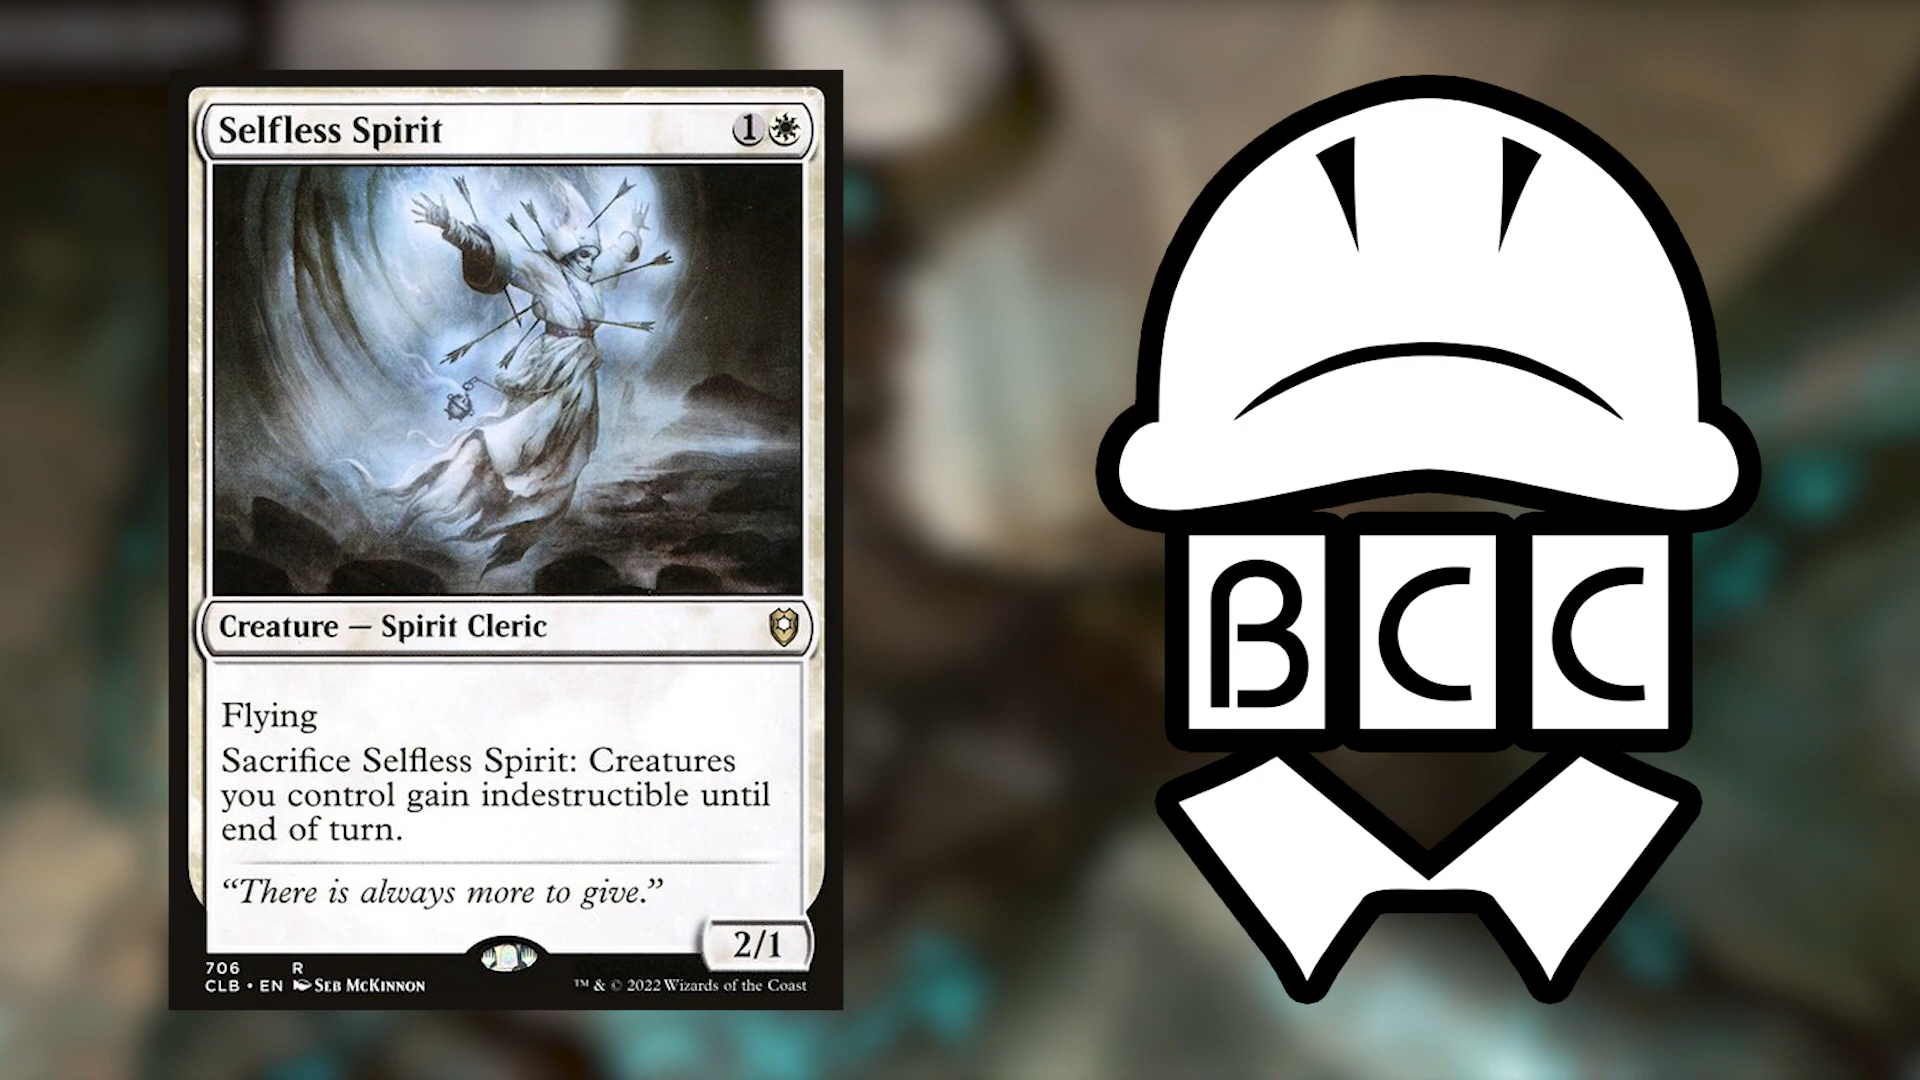 Selfless Spirit
1
Creature — Spirit Cleric
Flying
Sacrifice Selfless Spirit: Creatures
you control gain indestructible until
end of turn.
“There is always more to give.”
2/1
706 R
CLB • EN SEB MCKINNON
™ & © 2022 Wizards of the Coast
BCC